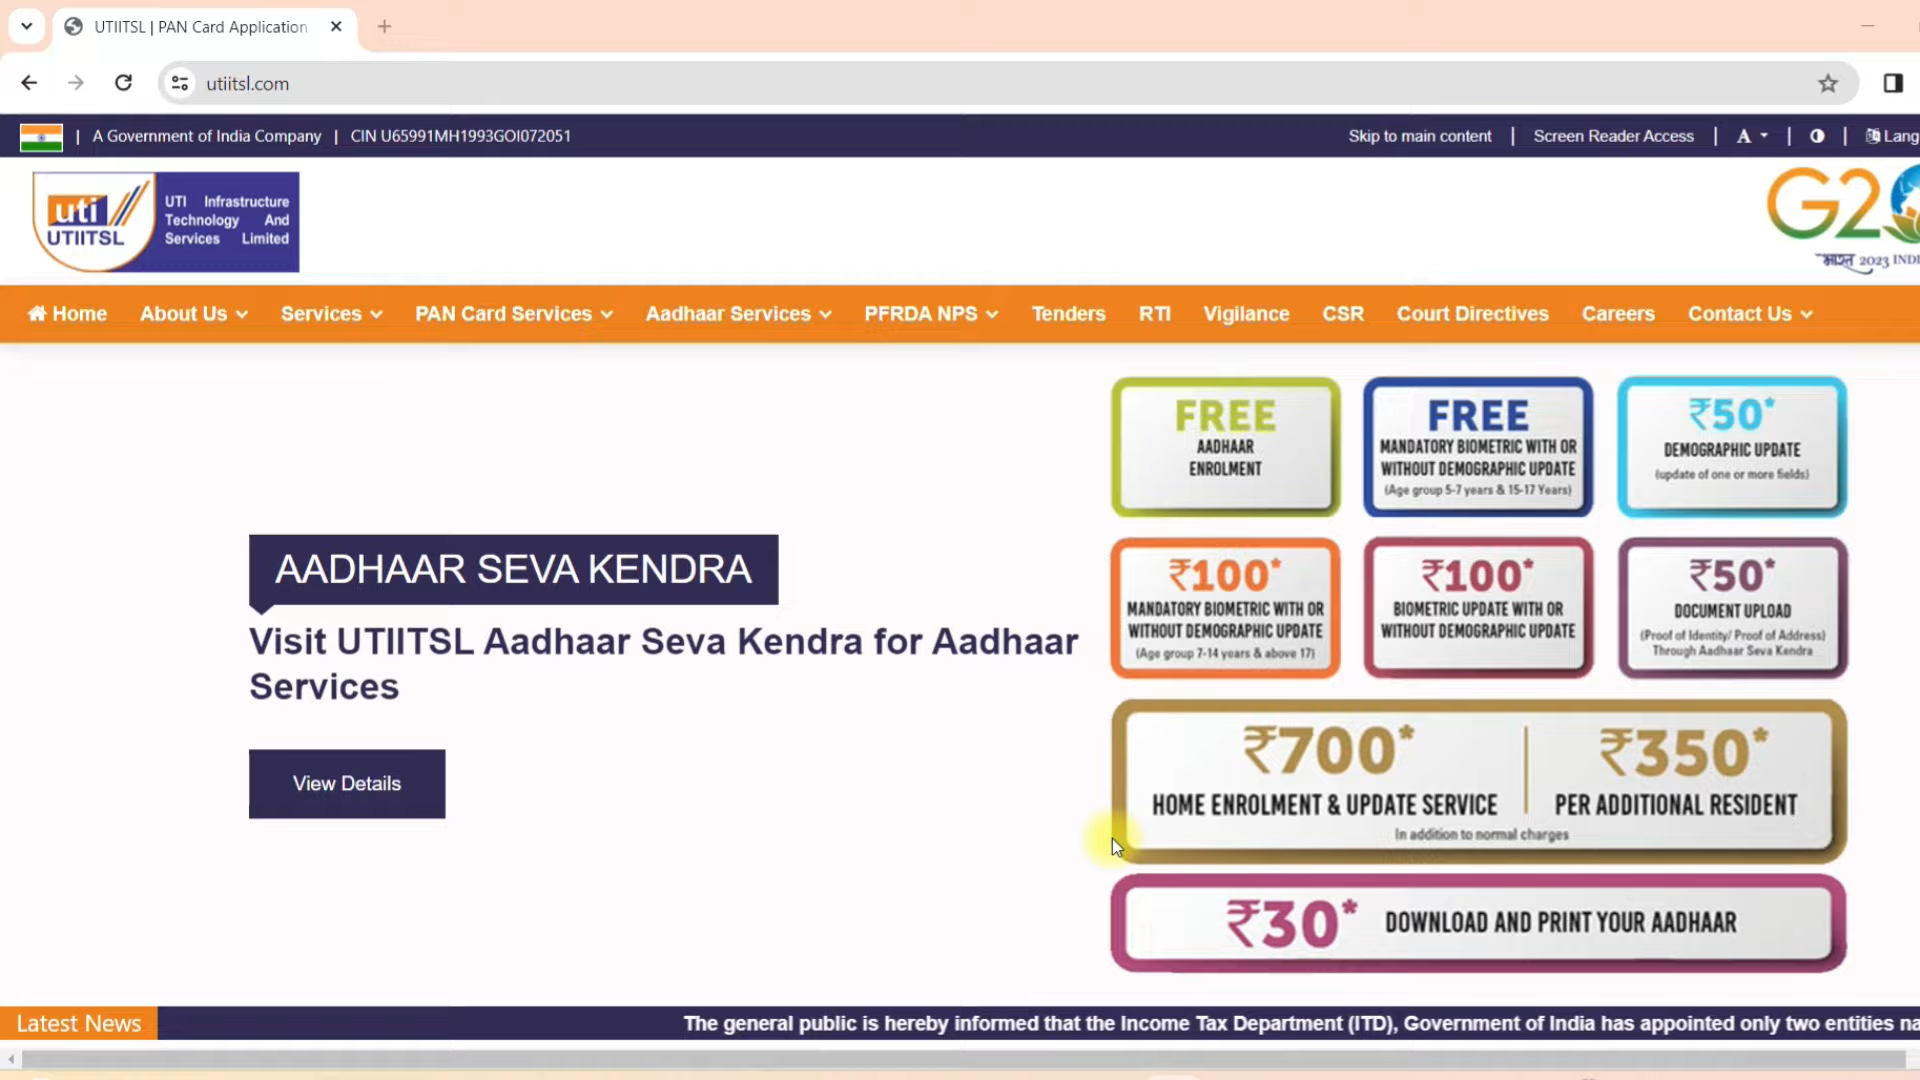 UTIITSL | PAN Card Application
utiitsl.com
| A Government of India Company | CIN U65991MH1993GOI072051
Skip to main content | Screen Reader Access | A | | Lang
uti
UTIITSL
UTI Infrastructure
Technology And
Services Limited
G20
भारत 2023 INDI
Home About Us Services PAN Card Services Aadhaar Services PFRDA NPS Tenders RTI Vigilance CSR Court Directives Careers Contact Us
FREE
AADHAAR
ENROLMENT
FREE
MANDATORY BIOMETRIC WITH OR
WITHOUT DEMOGRAPHIC UPDATE
(Age group 5-7 years & 15-17 Years)
₹50*
DEMOGRAPHIC UPDATE
(update of one or more fields)
AADHAAR SEVA KENDRA
Visit UTIITSL Aadhaar Seva Kendra for Aadhaar
Services
View Details
₹100*
MANDATORY BIOMETRIC WITH OR
WITHOUT DEMOGRAPHIC UPDATE
(Age group 7-14 years & above 17)
₹100*
BIOMETRIC UPDATE WITH OR
WITHOUT DEMOGRAPHIC UPDATE
₹50*
DOCUMENT UPLOAD
(Proof of Identity/ Proof of Address)
Through Aadhaar Seva Kendra
₹700*
HOME ENROLMENT & UPDATE SERVICE
₹350*
PER ADDITIONAL RESIDENT
In addition to normal charges
₹30* DOWNLOAD AND PRINT YOUR AADHAAR
Latest News
The general public is hereby informed that the Income Tax Department (ITD), Government of India has appointed only two entities na